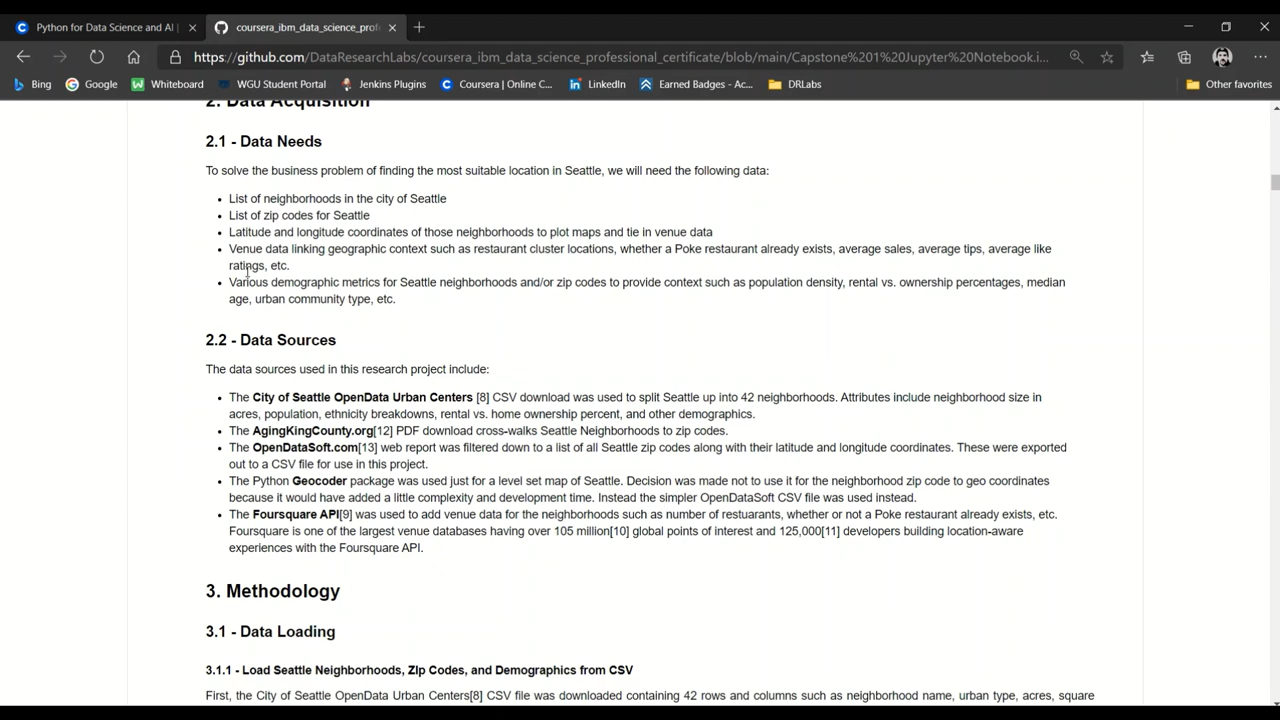 Python for Data Science and AI |
coursera_ibm_data_science_prof
https://github.com/DataResearchLabs/coursera_ibm_data_science_professional_certificate/blob/main/Capstone%201%20Jupyter%20Notebook.i...
Bing
Google
Whiteboard
WGU Student Portal
Jenkins Plugins
Coursera | Online C...
LinkedIn
Earned Badges - Ac...
DRLabs
Other favorites
2. Data Acquisition
2.1 - Data Needs
To solve the business problem of finding the most suitable location in Seattle, we will need the following data:
• List of neighborhoods in the city of Seattle
• List of zip codes for Seattle
• Latitude and longitude coordinates of those neighborhoods to plot maps and tie in venue data
• Venue data linking geographic context such as restaurant cluster locations, whether a Poke restaurant already exists, average sales, average tips, average like
ratings, etc.
• Various demographic metrics for Seattle neighborhoods and/or zip codes to provide context such as population density, rental vs. ownership percentages, median
age, urban community type, etc.
2.2 - Data Sources
The data sources used in this research project include:
• The City of Seattle OpenData Urban Centers [8] CSV download was used to split Seattle up into 42 neighborhoods. Attributes include neighborhood size in
acres, population, ethnicity breakdowns, rental vs. home ownership percent, and other demographics.
• The AgingKingCounty.org[12] PDF download cross-walks Seattle Neighborhoods to zip codes.
• The OpenDataSoft.com[13] web report was filtered down to a list of all Seattle zip codes along with their latitude and longitude coordinates. These were exported
out to a CSV file for use in this project.
• The Python Geocoder package was used just for a level set map of Seattle. Decision was made not to use it for the neighborhood zip code to geo coordinates
because it would have added a little complexity and development time. Instead the simpler OpenDataSoft CSV file was used instead.
• The Foursquare API[9] was used to add venue data for the neighborhoods such as number of restuarants, whether or not a Poke restaurant already exists, etc.
Foursquare is one of the largest venue databases having over 105 million[10] global points of interest and 125,000[11] developers building location-aware
experiences with the Foursquare API.
3. Methodology
3.1 - Data Loading
3.1.1 - Load Seattle Neighborhoods, ZIp Codes, and Demographics from CSV
First, the City of Seattle OpenData Urban Centers[8] CSV file was downloaded containing 42 rows and columns such as neighborhood name, urban type, acres, square